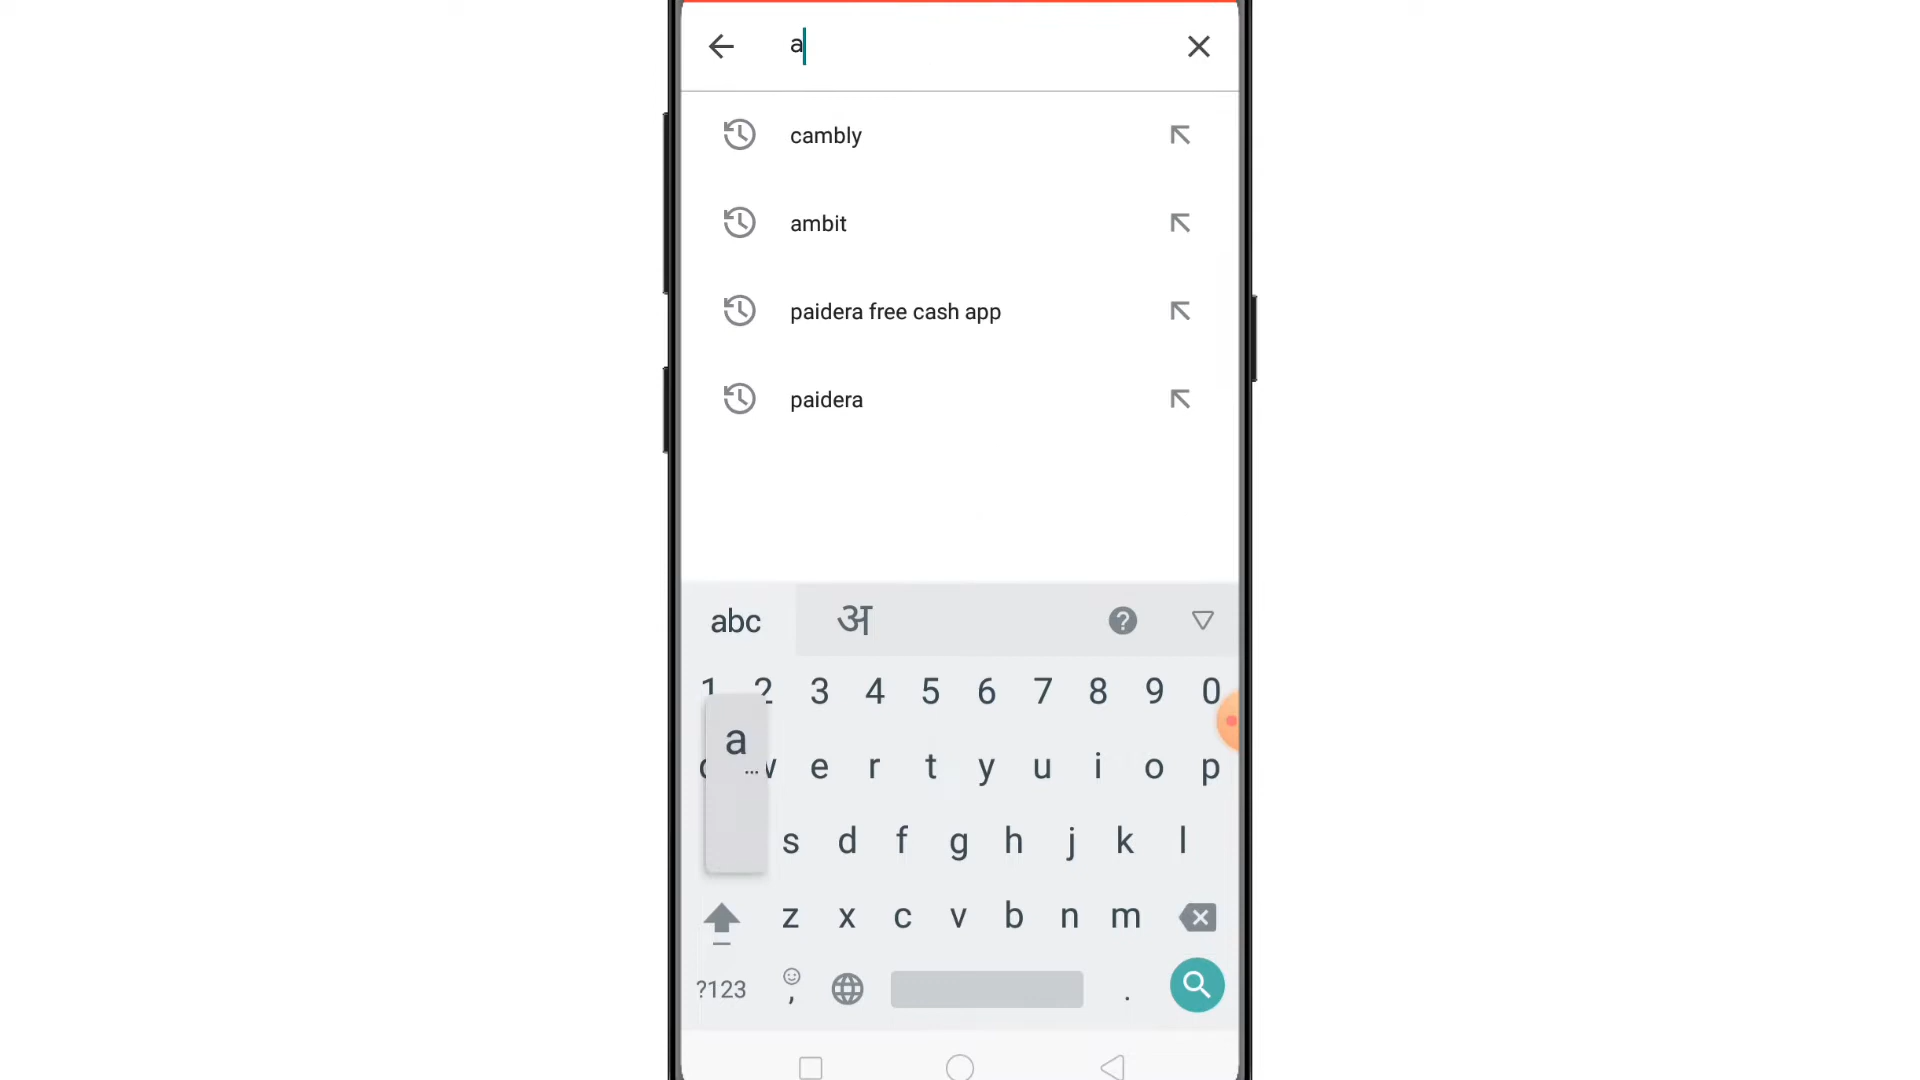 a
cambly
ambit
paidera free cash app
paidera
abc अ ?
1 2 3 4 5 6 7 8 9 0
a
w e r t y u i o p
s d f g h j k l
z x c v b n m
?123 , .